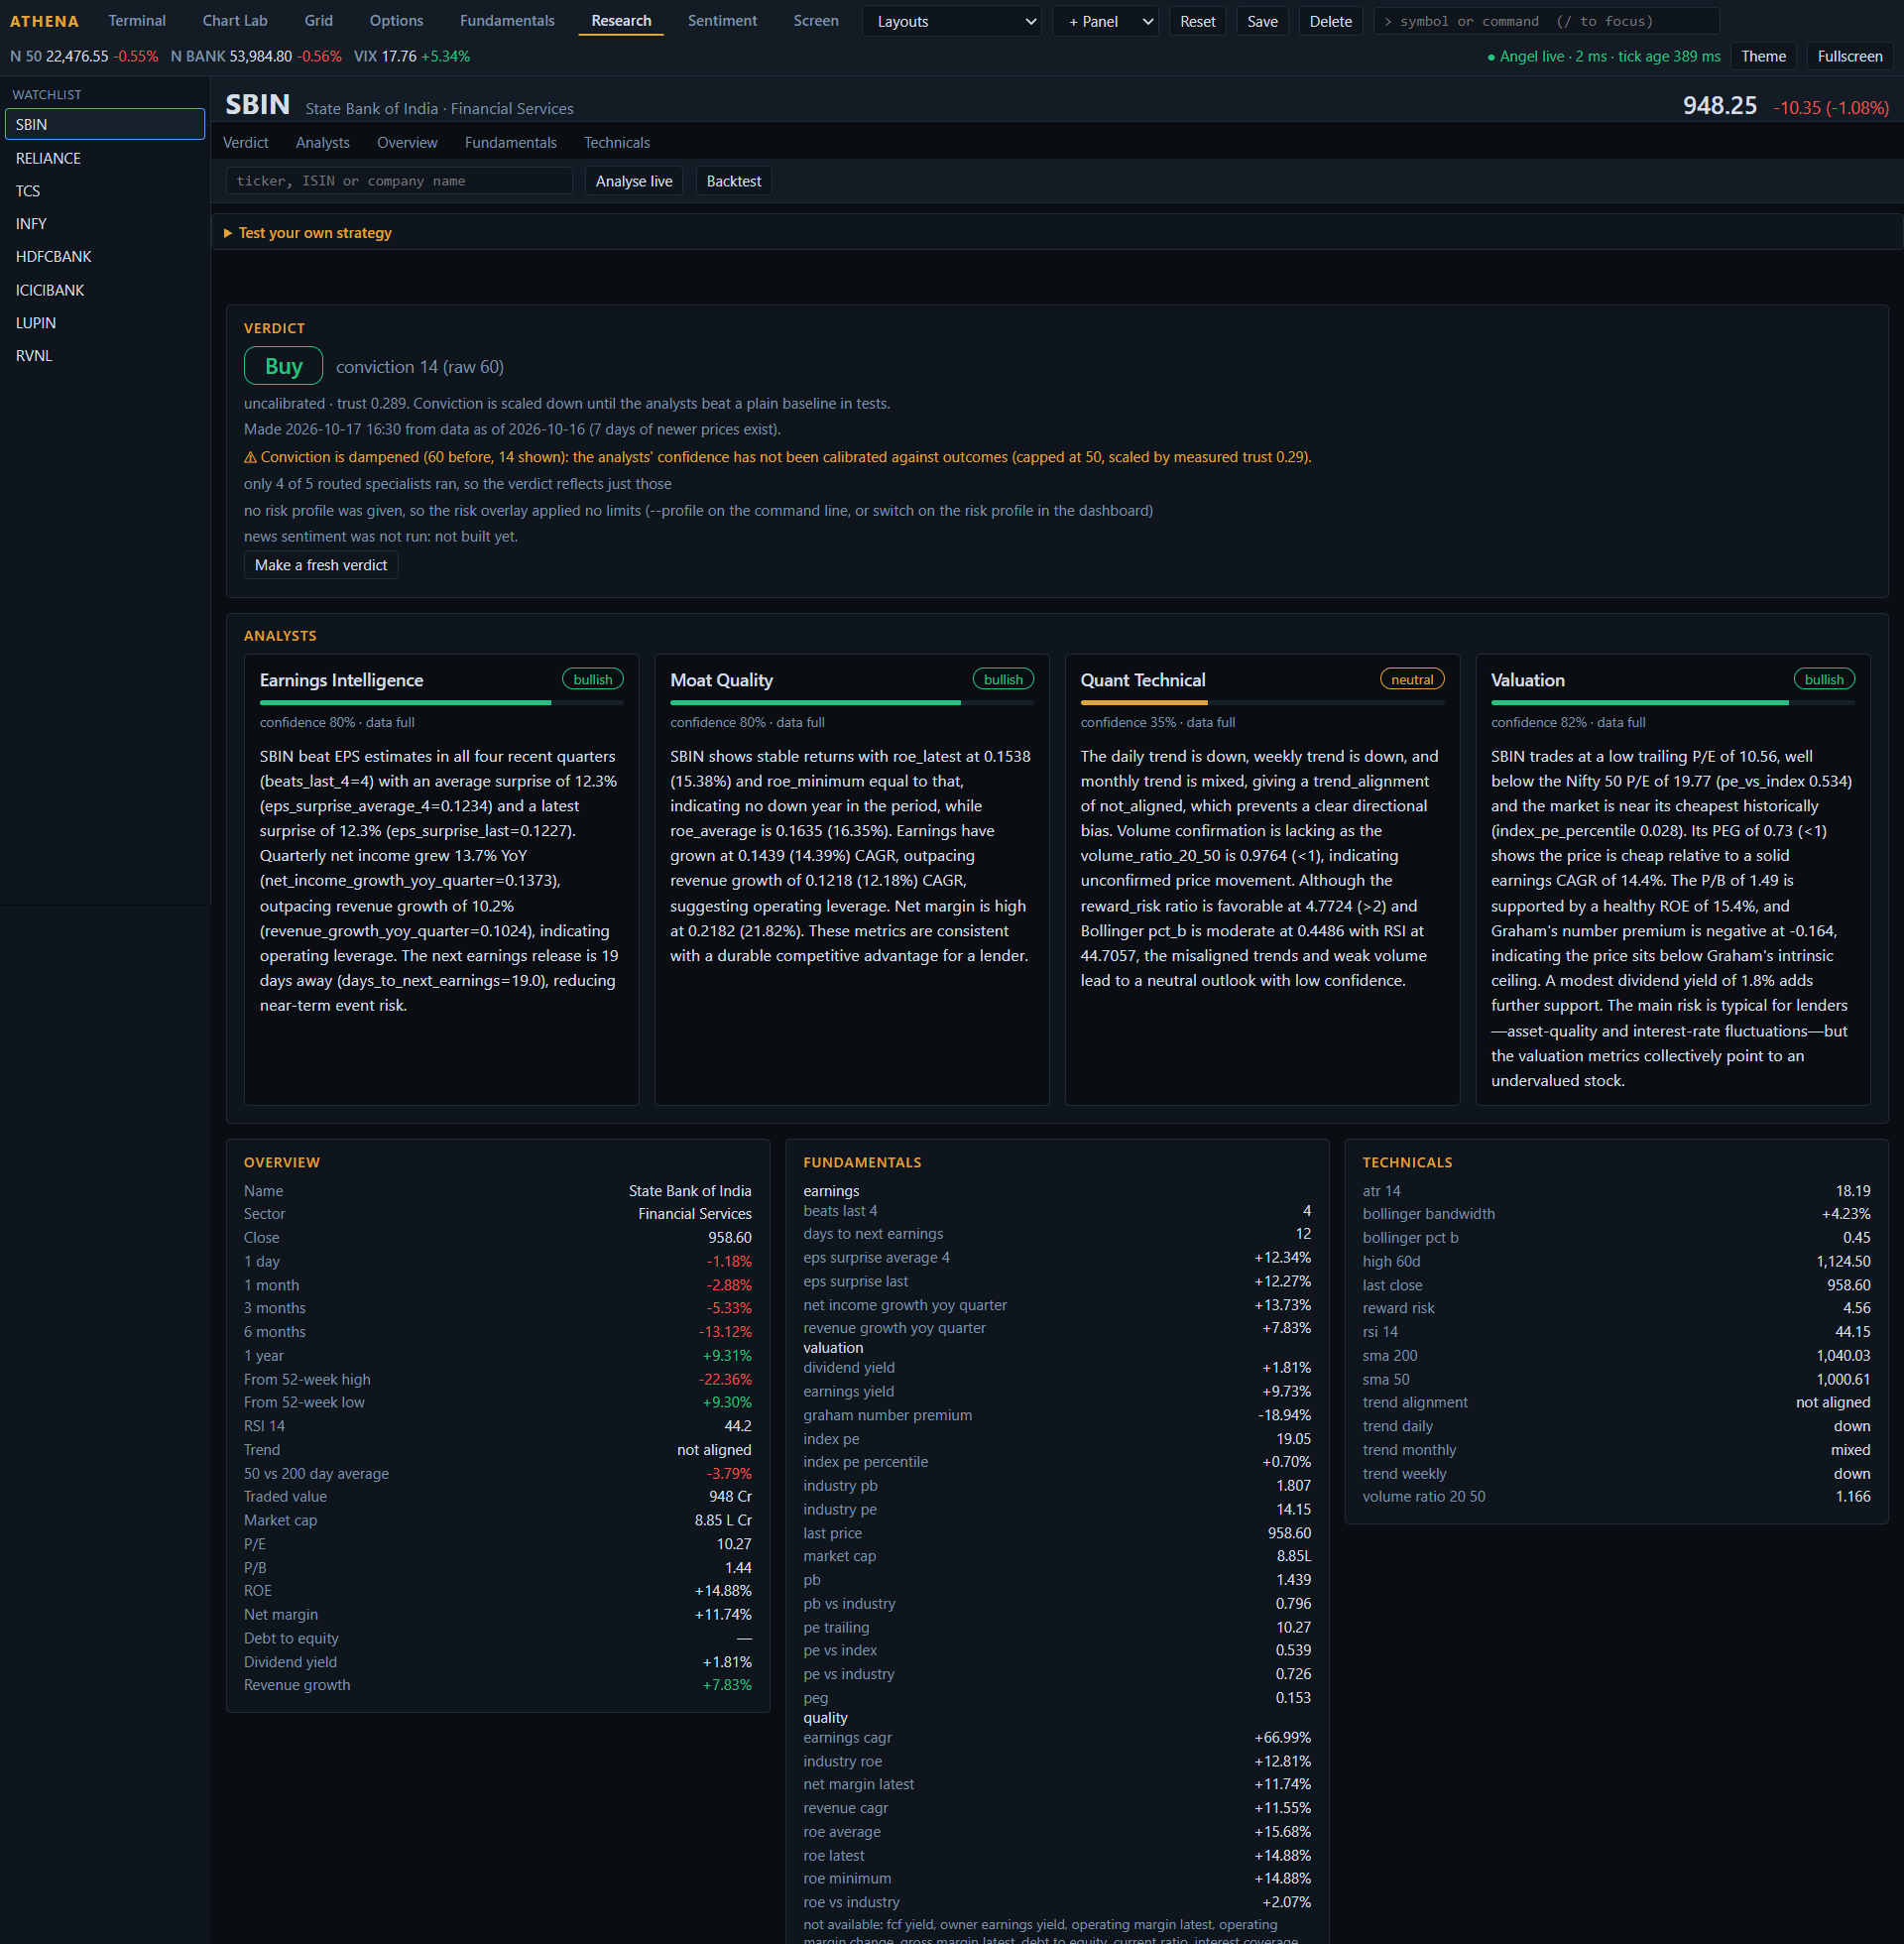 ATHENA Terminal Chart Lab Grid Options Fundamentals Research Sentiment Screen Layouts + Panel Reset Save Delete > symbol or command (/ to focus)
N 50 22,476.55 -0.55% N BANK 53,984.80 -0.56% VIX 17.76 +5.34% ● Angel live · 2 ms · tick age 389 ms Theme Fullscreen
WATCHLIST
SBIN
RELIANCE
TCS
INFY
HDFCBANK
ICICIBANK
LUPIN
RVNL
SBIN State Bank of India · Financial Services 948.25 -10.35 (-1.08%)
Verdict Analysts Overview Fundamentals Technicals
ticker, ISIN or company name Analyse live Backtest
▶ Test your own strategy
VERDICT
Buy conviction 14 (raw 60)
uncalibrated · trust 0.289. Conviction is scaled down until the analysts beat a plain baseline in tests.
Made 2026-10-17 16:30 from data as of 2026-10-16 (7 days of newer prices exist).
⚠ Conviction is dampened (60 before, 14 shown): the analysts' confidence has not been calibrated against outcomes (capped at 50, scaled by measured trust 0.29).
only 4 of 5 routed specialists ran, so the verdict reflects just those
no risk profile was given, so the risk overlay applied no limits (--profile on the command line, or switch on the risk profile in the dashboard)
news sentiment was not run: not built yet.
Make a fresh verdict
ANALYSTS
Earnings Intelligence bullish
confidence 80% · data full
SBIN beat EPS estimates in all four recent quarters
(beats_last_4=4) with an average surprise of 12.3%
(eps_surprise_average_4=0.1234) and a latest
surprise of 12.3% (eps_surprise_last=0.1227).
Quarterly net income grew 13.7% YoY
(net_income_growth_yoy_quarter=0.1373),
outpacing revenue growth of 10.2%
(revenue_growth_yoy_quarter=0.1024), indicating
operating leverage. The next earnings release is 19
days away (days_to_next_earnings=19.0), reducing
near-term event risk.
Moat Quality bullish
confidence 80% · data full
SBIN shows stable returns with roe_latest at 0.1538
(15.38%) and roe_minimum equal to that,
indicating no down year in the period, while
roe_average is 0.1635 (16.35%). Earnings have
grown at 0.1439 (14.39%) CAGR, outpacing
revenue growth of 0.1218 (12.18%) CAGR,
suggesting operating leverage. Net margin is high
at 0.2182 (21.82%). These metrics are consistent
with a durable competitive advantage for a lender.
Quant Technical neutral
confidence 35% · data full
The daily trend is down, weekly trend is down, and
monthly trend is mixed, giving a trend_alignment
of not_aligned, which prevents a clear directional
bias. Volume confirmation is lacking as the
volume_ratio_20_50 is 0.9764 (<1), indicating
unconfirmed price movement. Although the
reward_risk ratio is favorable at 4.7724 (>2) and
Bollinger pct_b is moderate at 0.4486 with RSI at
44.7057, the misaligned trends and weak volume
lead to a neutral outlook with low confidence.
Valuation bullish
confidence 82% · data full
SBIN trades at a low trailing P/E of 10.56, well
below the Nifty 50 P/E of 19.77 (pe_vs_index 0.534)
and the market is near its cheapest historically
(index_pe_percentile 0.028). Its PEG of 0.73 (<1)
shows the price is cheap relative to a solid
earnings CAGR of 14.4%. The P/B of 1.49 is
supported by a healthy ROE of 15.4%, and
Graham's number premium is negative at -0.164,
indicating the price sits below Graham's intrinsic
ceiling. A modest dividend yield of 1.8% adds
further support. The main risk is typical for lenders
—asset-quality and interest-rate fluctuations—but
the valuation metrics collectively point to an
undervalued stock.
OVERVIEW
Name State Bank of India
Sector Financial Services
Close 958.60
1 day -1.18%
1 month -2.88%
3 months -5.33%
6 months -13.12%
1 year +9.31%
From 52-week high -22.36%
From 52-week low +9.30%
RSI 14 44.2
Trend not aligned
50 vs 200 day average -3.79%
Traded value 948 Cr
Market cap 8.85 L Cr
P/E 10.27
P/B 1.44
ROE +14.88%
Net margin +11.74%
Debt to equity —
Dividend yield +1.81%
Revenue growth +7.83%
FUNDAMENTALS
earnings
beats last 4 4
days to next earnings 12
eps surprise average 4 +12.34%
eps surprise last +12.27%
net income growth yoy quarter +13.73%
revenue growth yoy quarter +7.83%
valuation
dividend yield +1.81%
earnings yield +9.73%
graham number premium -18.94%
index pe 19.05
index pe percentile +0.70%
industry pb 1.807
industry pe 14.15
last price 958.60
market cap 8.85L
pb 1.439
pb vs industry 0.796
pe trailing 10.27
pe vs index 0.539
pe vs industry 0.726
peg 0.153
quality
earnings cagr +66.99%
industry roe +12.81%
net margin latest +11.74%
revenue cagr +11.55%
roe average +15.68%
roe latest +14.88%
roe minimum +14.88%
roe vs industry +2.07%
not available: fcf yield, owner earnings yield, operating margin latest, operating
margin change, gross margin latest, debt to equity, current ratio, interest coverage
TECHNICALS
atr 14 18.19
bollinger bandwidth +4.23%
bollinger pct b 0.45
high 60d 1,124.50
last close 958.60
reward risk 4.56
rsi 14 44.15
sma 200 1,040.03
sma 50 1,000.61
trend alignment not aligned
trend daily down
trend monthly mixed
trend weekly down
volume ratio 20 50 1.166